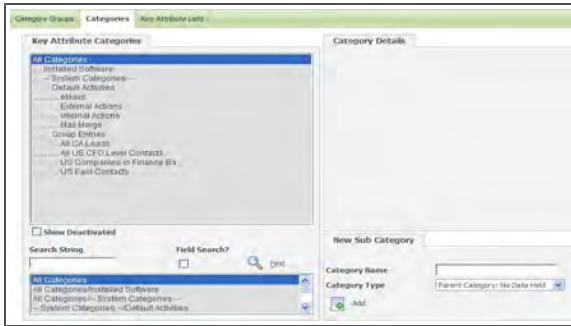 Category Groups Categories Key Attribute Lists
Key Attribute Categories
All Categories
Installed Software
-- System Categories --
Default Activities
eMails
External Actions
Internal Actions
Mail Merge
Group Entries
All CA Leads
All US CFO Level Contacts
US Companies in Finance
US East Contacts
Show Deactivated
Search String
Field Search?
Find
All Categories
All Categories/Installed Software
All Categories/-- System Categories --
-- System Categories --/Default Activities
Category Details
New Sub Category
Category Name
Category Type
Parent Category: No Data Held
Add